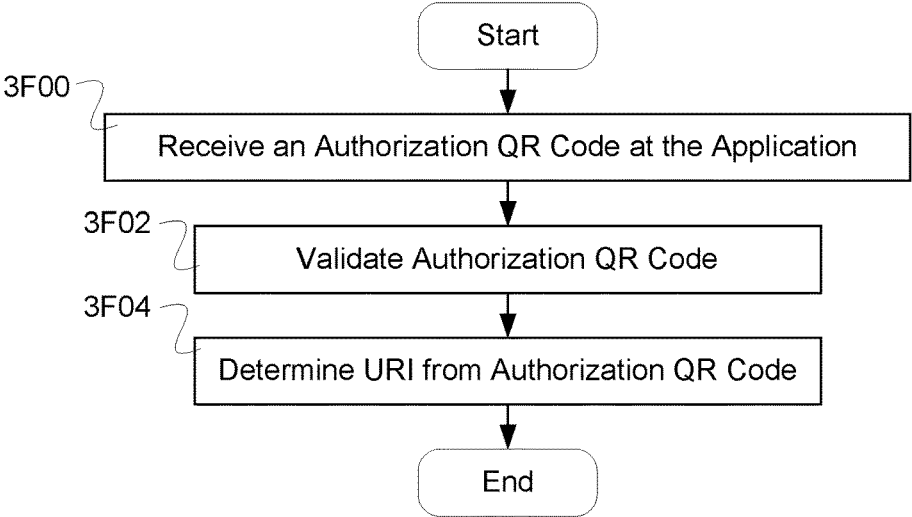 Start
3F00
Receive an Authorization QR Code at the Application
3F02
Validate Authorization QR Code
3F04
Determine URI from Authorization QR Code
End